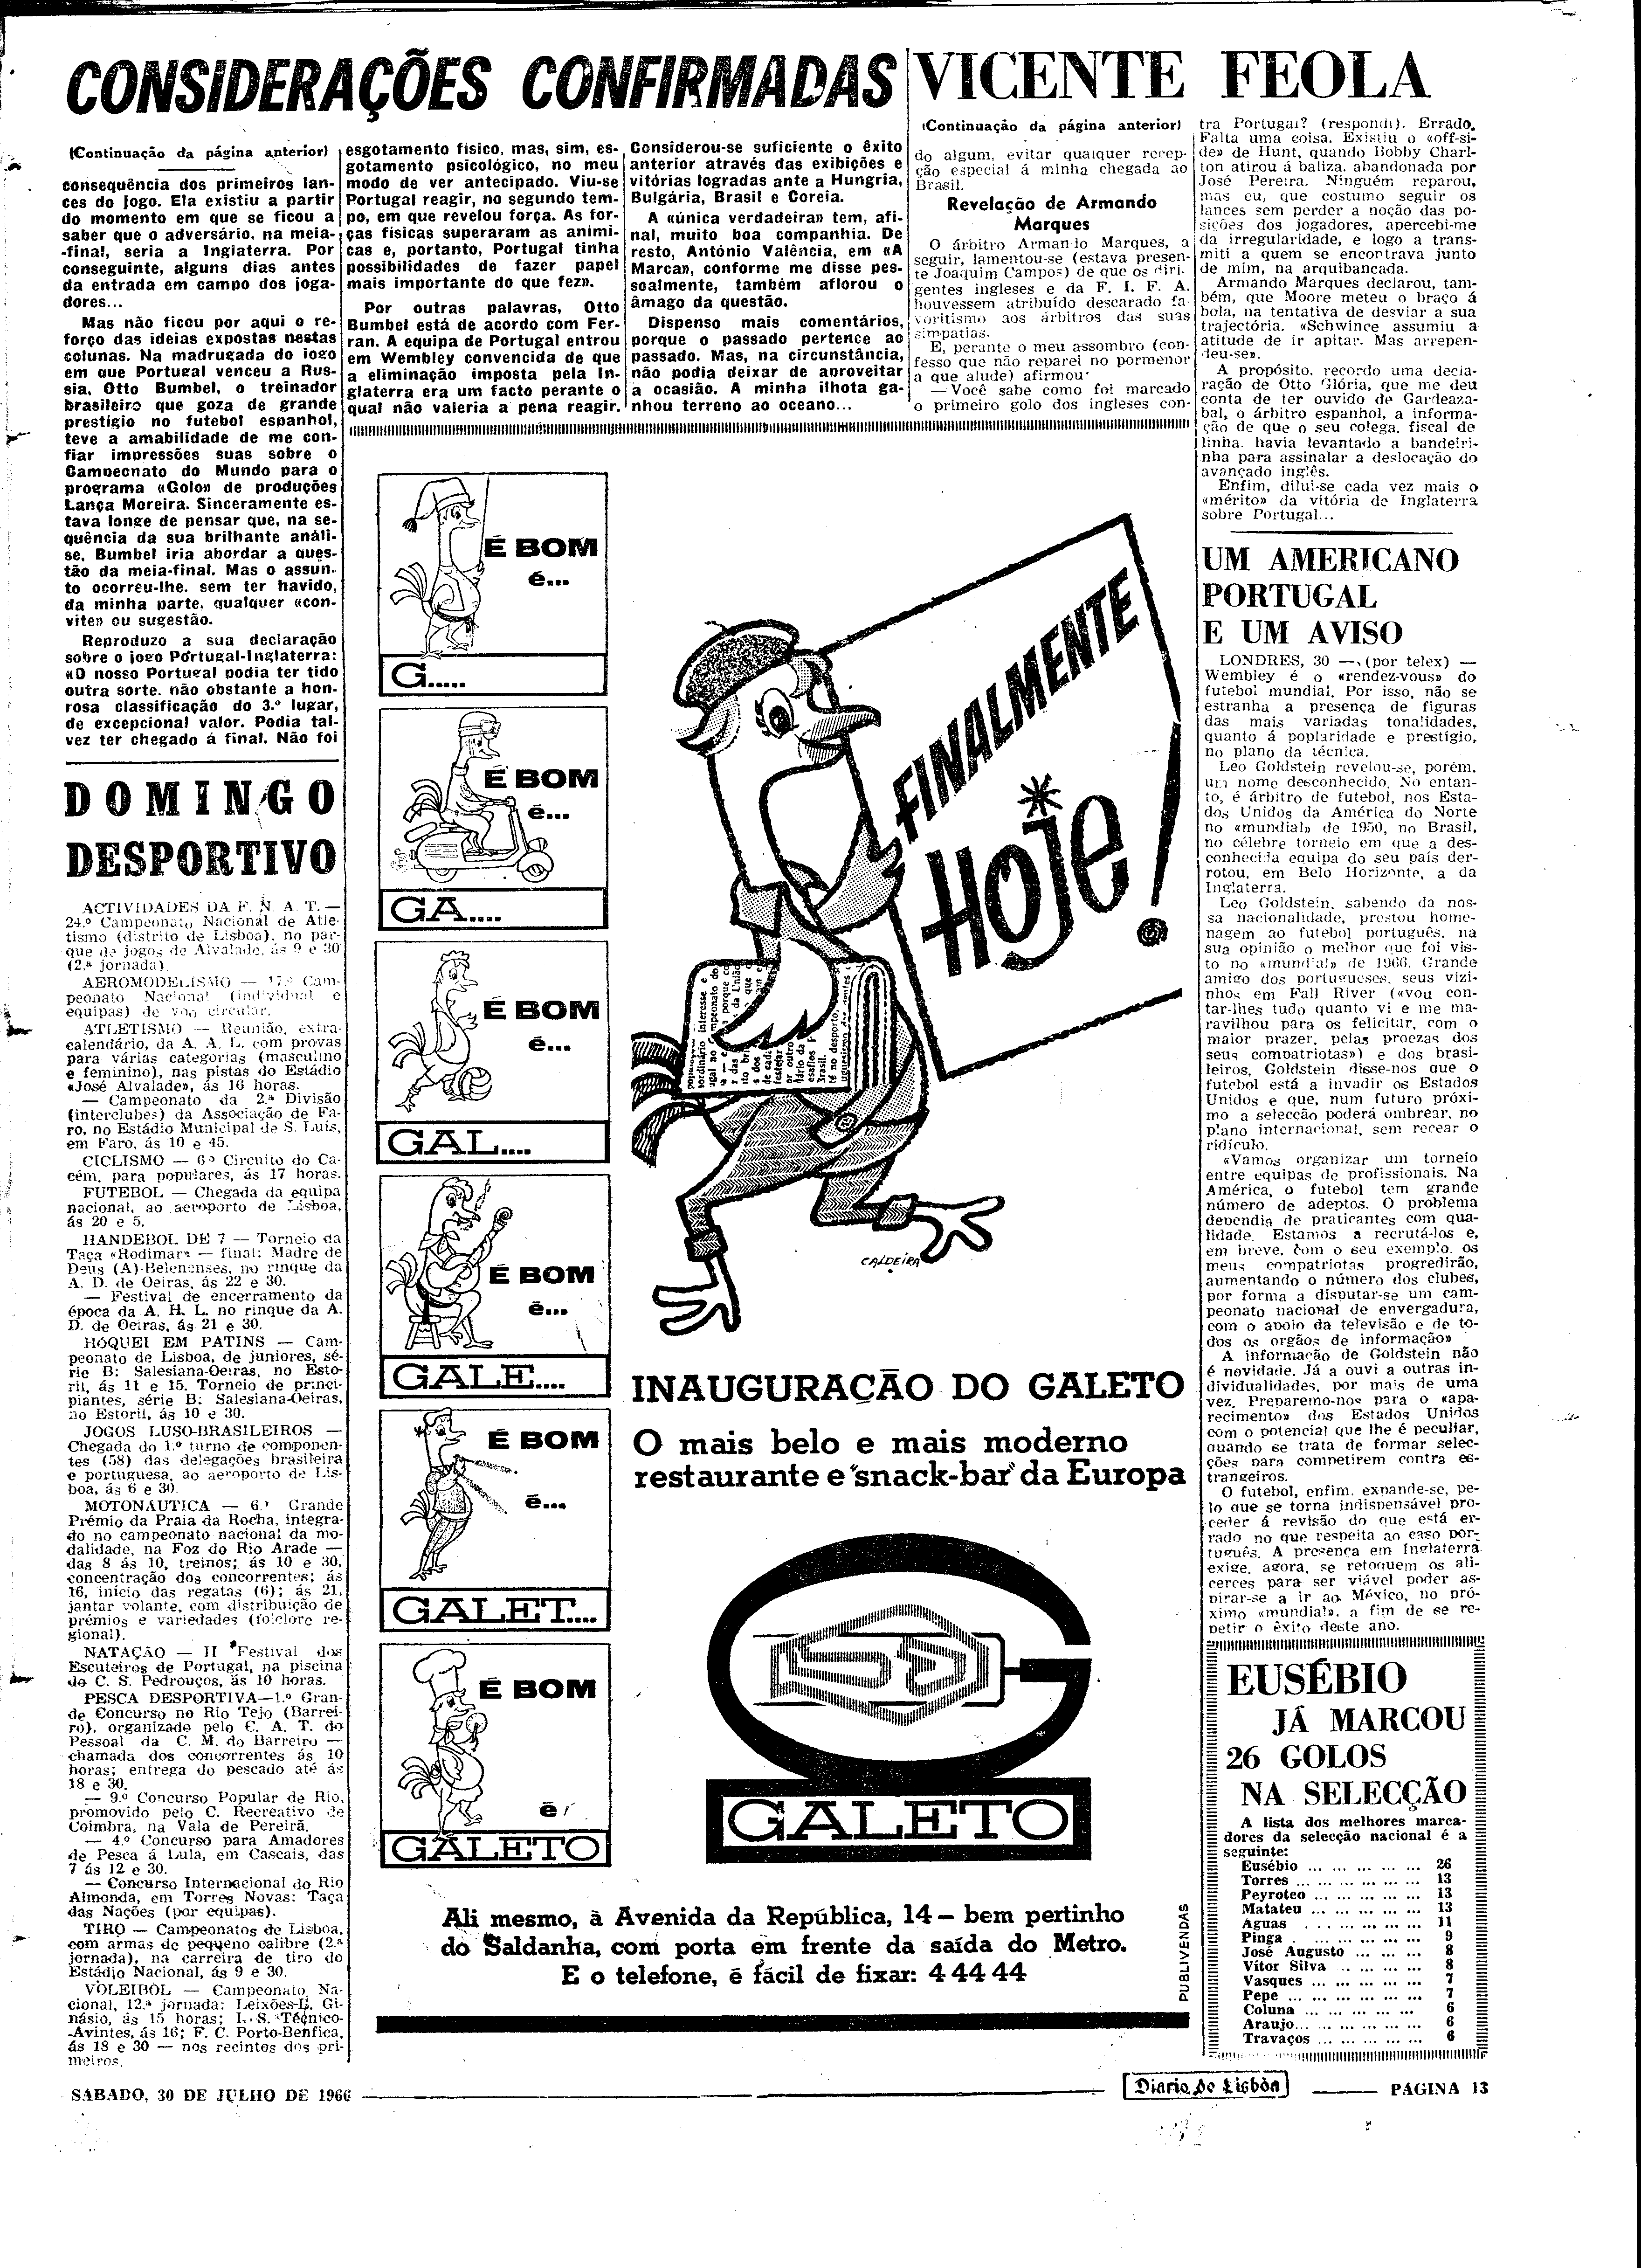 CONSIDERAÇÕES CONFIRMADAS
(Continuação da página anterior)
consequência dos primeiros lan-
ces do jogo. Ela existiu a partir
do momento em que se ficou a
saber que o adversário, na meia-
-final, seria a Inglaterra. Por
conseguinte, alguns dias antes
da entrada em campo dos joga-
dores...
Mas não ficou por aqui o re-
forço das ideias expostas nestas
colunas. Na madrugada do jogo
em que Portugal venceu a Rus-
sia, Otto Bumbel, o treinador
brasileiro que goza de grande
prestígio no futebol espanhol,
teve a amabilidade de me con-
fiar impressões suas sobre o
Campeonato do Mundo para o
programa «Golo» de produções
Lança Moreira. Sinceramente es-
tava longe de pensar que, na se-
quência da sua brilhante análi-
se, Bumbel iria abordar a ques-
tão da meia-final. Mas o assun-
to ocorreu-lhe, sem ter havido,
da minha parte, qualquer «con-
vite» ou sugestão.
Reproduzo a sua declaração
sobre o jogo Portugal-Inglaterra:
«O nosso Portugal podia ter tido
outra sorte, não obstante a hon-
rosa classificação do 3.º lugar,
de excepcional valor. Podia tal-
vez ter chegado á final. Não foi
esgotamento fisico, mas, sim, es-
gotamento psicológico, no meu
modo de ver antecipado. Viu-se
Portugal reagir, no segundo tem-
po, em que revelou força. As for-
ças físicas superaram as animi-
cas e, portanto, Portugal tinha
possibilidades de fazer papel
mais importante do que fez».
Por outras palavras, Otto
Bumbel está de acordo com Fer-
ran. A equipa de Portugal entrou
em Wembley convencida de que
a eliminação imposta pela In-
glaterra era um facto perante o
qual não valeria a pena reagir.
Considerou-se suficiente o êxito
anterior através das exibições e
vitórias logradas ante a Hungria,
Bulgária, Brasil e Coreia.
A «única verdadeira» tem, afi-
nal, muito boa companhia. De
resto, António Valência, em «A
Marca», conforme me disse pes-
soalmente, também aflorou o
âmago da questão.
Dispenso mais comentários,
porque o passado pertence ao
passado. Mas, na circunstância,
não podia deixar de aproveitar
a ocasião. A minha ilhota ga-
nhou terreno ao oceano...
VICENTE FEOLA
(Continuação da página anterior)
do algum, evitar qualquer recep-
ção especial á minha chegada ao
Brasil.
Revelação de Armando
Marques
O árbitro Armando Marques, a
seguir, lamentou-se (estava presen-
te Joaquim Campos) de que os diri-
gentes ingleses e da F. I. F. A.
houvessem atribuído descarado fa-
voritismo aos árbitros das suas
simpatias.
E, perante o meu assombro (con-
fesso que não reparei no pormenor
a que alude) afirmou:
— Você sabe como foi marcado
o primeiro golo dos ingleses con-
tra Portugal? (respondi). Errado.
Falta uma coisa. Existiu o «off-si-
de» de Hunt, quando Bobby Charl-
ton atirou á baliza, abandonada por
José Pereira. Ninguém reparou,
mas eu, que costumo seguir os
lances sem perder a noção das po-
sições dos jogadores, apercebi-me
da irregularidade, e logo a trans-
miti a quem se encontrava junto
de mim, na arquibancada.
Armando Marques declarou, tam-
bém, que Moore meteu o braço á
bola, na tentativa de desviar a sua
trajectória. «Schwince assumiu a
atitude de ir apitar. Mas arrepen-
deu-se».
A propósito, recordo uma decla-
ração de Otto Glória, que me deu
conta de ter ouvido de Gardeaza-
bal, o árbitro espanhol, a informa-
ção de que o seu colega, fiscal de
linha, havia levantado a bandeiri-
nha para assinalar a deslocação do
avançado inglês.
Enfim, dilui-se cada vez mais o
«mérito» da vitória de Inglaterra
sobre Portugal...
UM AMERICANO
PORTUGAL
E UM AVISO
LONDRES, 30 — (por telex) —
Wembley é o «rendez-vous» do
futebol mundial. Por isso, não se
estranha a presença de figuras
das mais variadas tonalidades,
quanto á poplaridade e prestígio,
no plano da técnica.
Leo Goldstein revelou-se, porém,
um nome desconhecido. No entan-
to, é árbitro de futebol, nos Esta-
dos Unidos da América do Norte
no «mundial» de 1950, no Brasil,
no célebre torneio em que a des-
conhecida equipa do seu país der-
rotou, em Belo Horizonte, a da
Inglaterra.
Leo Goldstein, sabendo da nos-
sa nacionalidade, prestou home-
nagem ao futebol português, na
sua opinião o melhor que foi vis-
to no «mundial» de 1966. Grande
amigo dos portugueses, seus vizi-
nhos em Fall River («vou con-
tar-lhes tudo quanto vi e me ma-
ravilhou para os felicitar, com o
maior prazer, pelas proezas dos
seus compatriotas») e dos brasi-
leiros, Goldstein disse-nos que o
futebol está a invadir os Estados
Unidos e que, num futuro próxi-
mo a selecção poderá ombrear, no
plano internacional, sem recear o
ridículo.
«Vamos organizar um torneio
entre equipas de profissionais. Na
América, o futebol tem grande
número de adeptos. O problema
dependia de praticantes com qua-
lidade. Estamos a recrutá-los e,
em breve, com o seu exemplo, os
meus compatriotas progredirão,
aumentando o número dos clubes,
por forma a disputar-se um cam-
peonato nacional de envergadura,
com o apoio da televisão e de to-
dos os orgãos de informação»
A informação de Goldstein não
é novidade. Já a ouvi a outras in-
dividualidades, por mais de uma
vez. Preparemo-nos para o «apa-
recimento» dos Estados Unidos
com o potencial que lhe é peculiar,
quando se trata de formar selec-
ções para competirem contra es-
trangeiros.
O futebol, enfim, expande-se, pe-
lo que se torna indispensável pro-
ceder á revisão do que está er-
rado no que respeita ao caso por-
tuguês. A presença em Inglaterra
exige, agora, se retoquem os ali-
cerces para ser viável poder as-
pirar-se a ir ao México, no pró-
ximo «mundial», a fim de se re-
petir o êxito deste ano.
EUSÉBIO
JÁ MARCOU
26 GOLOS
NA SELECÇÃO
A lista dos melhores marca-
dores da selecção nacional é a
seguinte:
Eusébio ... ... ... ... ... 26
Torres ... ... ... ... ... 13
Peyroteo ... ... ... ... ... 13
Matateu ... ... ... ... ... 13
Aguas ... ... ... ... ... 11
Pinga ... ... ... ... ... 9
José Augusto ... ... ... 8
Vítor Silva ... ... ... ... 8
Vasques ... ... ... ... ... 7
Pepe ... ... ... ... ... 7
Coluna ... ... ... ... ... 6
Araujo... ... ... ... ... 6
Travaços ... ... ... ... 6
DOMINGO
DESPORTIVO
ACTIVIDADES DA F. N. A. T. —
24.º Campeonato Nacional de Atle-
tismo (distrito de Lisboa), no par-
que de jogos de Alvalade, ás 9 e 30
(2.ª jornada).
AEROMODELISMO — 17.º Cam-
peonato Nacional (individual e
equipas) de voo circular.
ATLETISMO — Reunião, extra-
calendário, da A. A. L. com provas
para várias categorias (masculino
e feminino), nas pistas do Estádio
«José Alvalade», ás 16 horas.
— Campeonato da 2.ª Divisão
(interclubes) da Associação de Fa-
ro, no Estádio Municipal de S. Luís,
em Faro, ás 10 e 45.
CICLISMO — 6.º Circuito do Ca-
cém, para populares, ás 17 horas.
FUTEBOL — Chegada da equipa
nacional, ao aeroporto de Lisboa,
ás 20 e 5.
HANDEBOL DE 7 — Torneio da
Taça «Rodimar» — final: Madre de
Deus (A)-Belenenses, no rinque da
A. D. de Oeiras, ás 22 e 30.
— Festival de encerramento da
época da A. H. L. no rinque da A.
D. de Oeiras, ás 21 e 30.
HÓQUEI EM PATINS — Cam-
peonato de Lisboa, de juniores, sé-
rie B: Salesiana-Oeiras, no Esto-
ril, ás 11 e 15. Torneio de princi-
piantes, série B: Salesiana-Oeiras,
no Estoril, ás 10 e 30.
JOGOS LUSO-BRASILEIROS —
Chegada do 1.º turno de componen-
tes (58) das delegações brasileira
e portuguesa, ao aeroporto de Lis-
boa, ás 6 e 30.
MOTONAUTICA — 6.º Grande
Prémio da Praia da Rocha, integra-
do no campeonato nacional da mo-
dalidade, na Foz do Rio Arade —
das 8 ás 10, treinos; ás 10 e 30,
concentração dos concorrentes; ás
16, início das regatas (6); ás 21,
jantar volante, com distribuição de
prémios e variedades (folclore re-
gional).
NATAÇÃO — II Festival dos
Escuteiros de Portugal, na piscina
do C. S. Pedrouços, ás 10 horas.
PESCA DESPORTIVA—1.º Gran-
de Concurso no Rio Tejo (Barrei-
ro), organizado pelo C. A. T. do
Pessoal da C. M. do Barreiro —
chamada dos concorrentes ás 10
horas; entrega do pescado até ás
18 e 30.
— 9.º Concurso Popular de Rio,
promovido pelo C. Recreativo de
Coimbra, na Vala de Pereirã.
— 4.º Concurso para Amadores
de Pesca á Lula, em Cascais, das
7 ás 12 e 30.
— Concurso Internacional do Rio
Almonda, em Torres Novas: Taça
das Nações (por equipas).
TIRO — Campeonatos de Lisboa,
com armas de pequeno calibre (2.ª
jornada), na carreira de tiro do
Estádio Nacional, ás 9 e 30.
VOLEIBOL — Campeonato Na-
cional, 12.ª jornada: Leixões-L. Gi-
násio, ás 15 horas; I. S. Técnico-
-Avintes, ás 16; F. C. Porto-Benfica,
ás 18 e 30 — nos recintos dos pri-
meiros.
É BOM
é...
G.....
É BOM
é...
GA....
É BOM
é...
GAL....
É BOM
é...
GALE....
É BOM
é...
GALET....
É BOM
é
GALETO
FINALMENTE
HOJE!
CALDEIRA
INAUGURAÇÃO DO GALETO
O mais belo e mais moderno
restaurante e "snack-bar" da Europa
GALETO
Ali mesmo, à Avenida da República, 14 — bem pertinho
do Saldanha, com porta em frente da saída do Metro.
E o telefone, é fácil de fixar: 4 44 44
PUBLIVENDAS
SÁBADO, 30 DE JULHO DE 1966
Diario de Lisbôa
PÁGINA 13